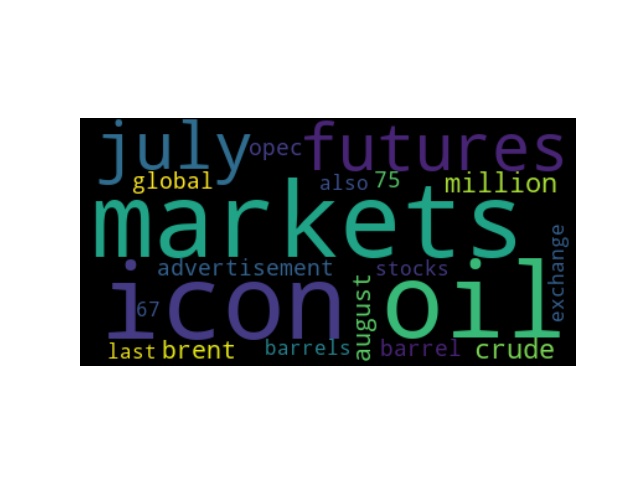 july opec futures
global also 75 million
markets
advertisement stocks exchange
icon 67 august oil
last brent barrels barrel crude